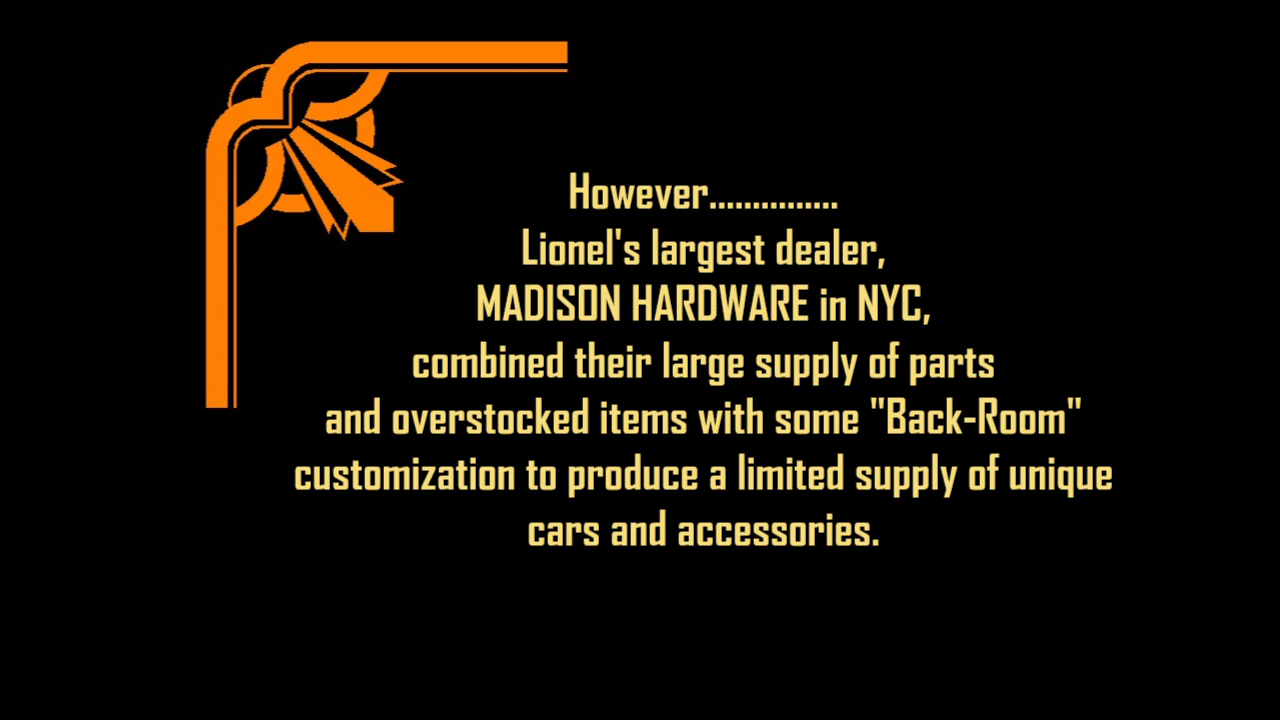 However...............
Lionel's largest dealer,
MADISON HARDWARE in NYC,
combined their large supply of parts
and overstocked items with some "Back-Room"
customization to produce a limited supply of unique
cars and accessories.